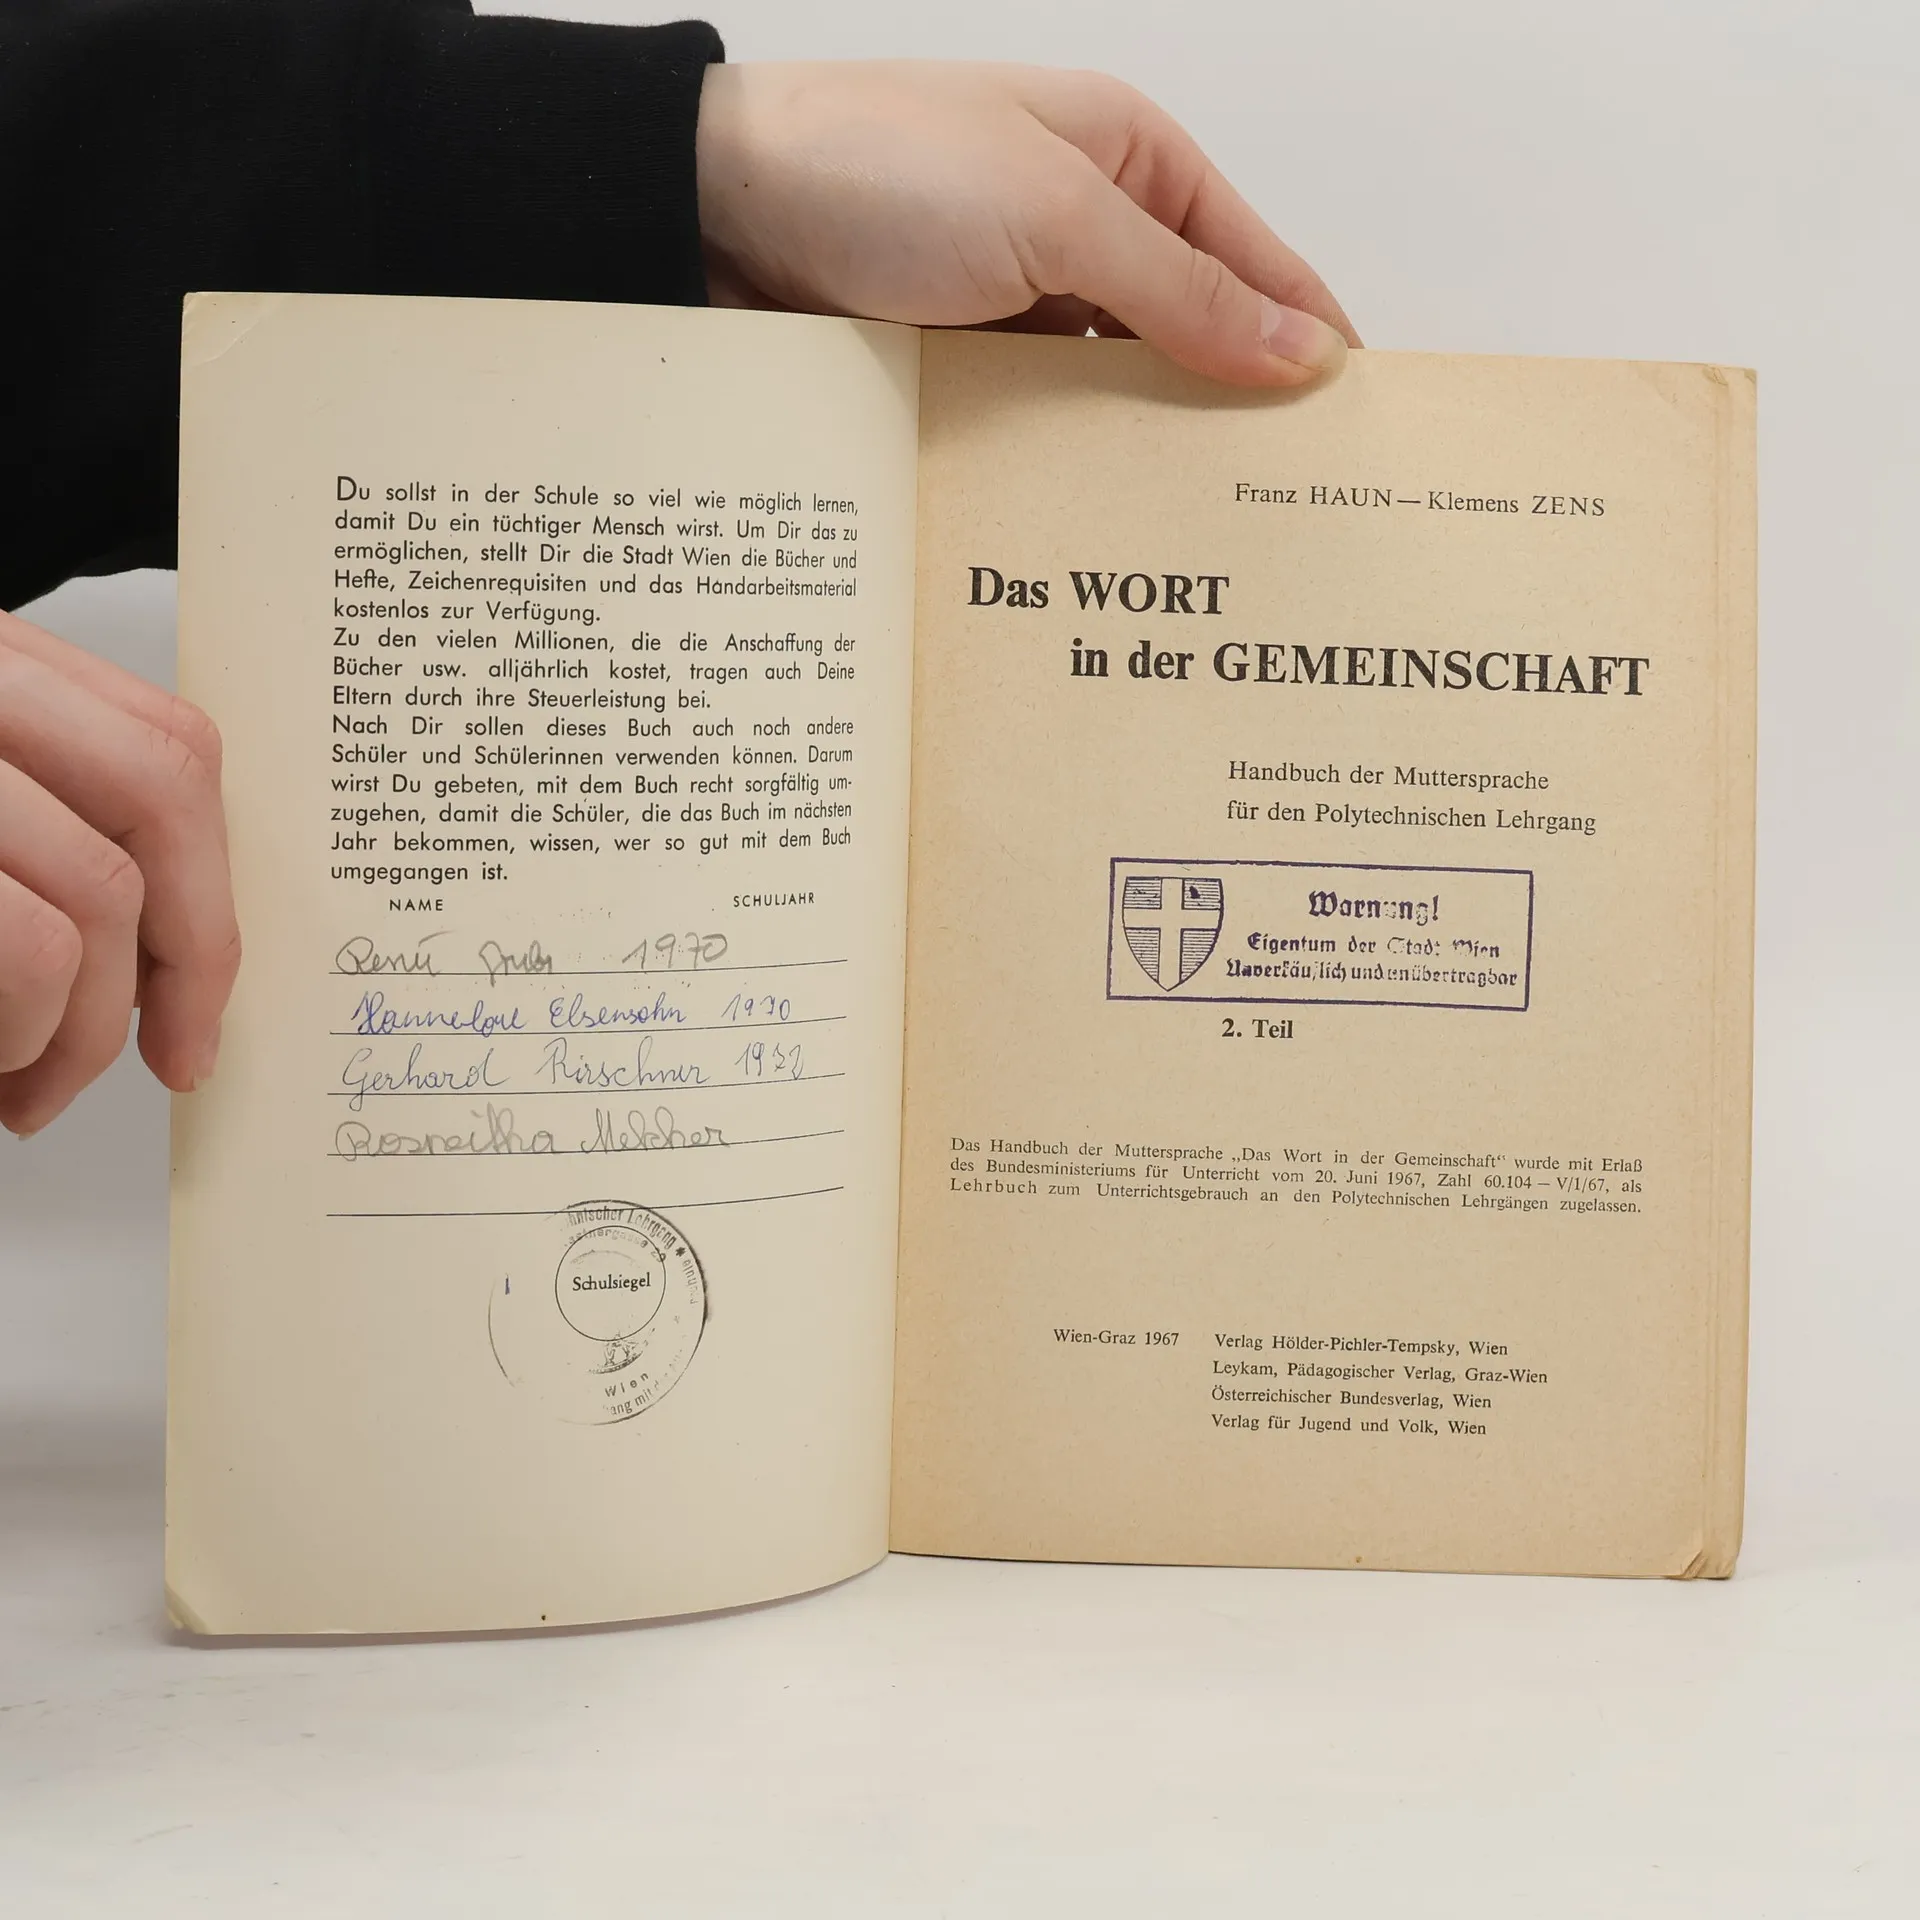 Du sollst in der Schule so viel wie möglich lernen,
damit Du ein tüchtiger Mensch wirst. Um Dir das zu
ermöglichen, stellt Dir die Stadt Wien die Bücher und
Hefte, Zeichenrequisiten und das Handarbeitsmaterial
kostenlos zur Verfügung.
Zu den vielen Millionen, die die Anschaffung der
Bücher usw. alljährlich kostet, tragen auch Deine
Eltern durch ihre Steuerleistung bei.
Nach Dir sollen dieses Buch auch noch andere
Schüler und Schülerinnen verwenden können. Darum
wirst Du gebeten, mit dem Buch recht sorgfältig um-
zugehen, damit die Schüler, die das Buch im nächsten
Jahr bekommen, wissen, wer so gut mit dem Buch
umgegangen ist.
NAME SCHULJAHR
1970
Hannelore Elsensohn 1970
Gerhard
Melcher
Lehrgang
Schulsiegel
Wien
Franz HAUN — Klemens ZENS
Das WORT
in der GEMEINSCHAFT
Handbuch der Muttersprache
für den Polytechnischen Lehrgang
Warnung!
Eigentum der Stadt Wien
Unverkäuflich und unübertragbar
2. Teil
Das Handbuch der Muttersprache „Das Wort in der Gemeinschaft“ wurde mit Erlaß
des Bundesministeriums für Unterricht vom 20. Juni 1967, Zahl 60.104 – V/1/67, als
Lehrbuch zum Unterrichtsgebrauch an den Polytechnischen Lehrgängen zugelassen.
Wien-Graz 1967 Verlag Hölder-Pichler-Tempsky, Wien
Leykam, Pädagogischer Verlag, Graz-Wien
Österreichischer Bundesverlag, Wien
Verlag für Jugend und Volk, Wien